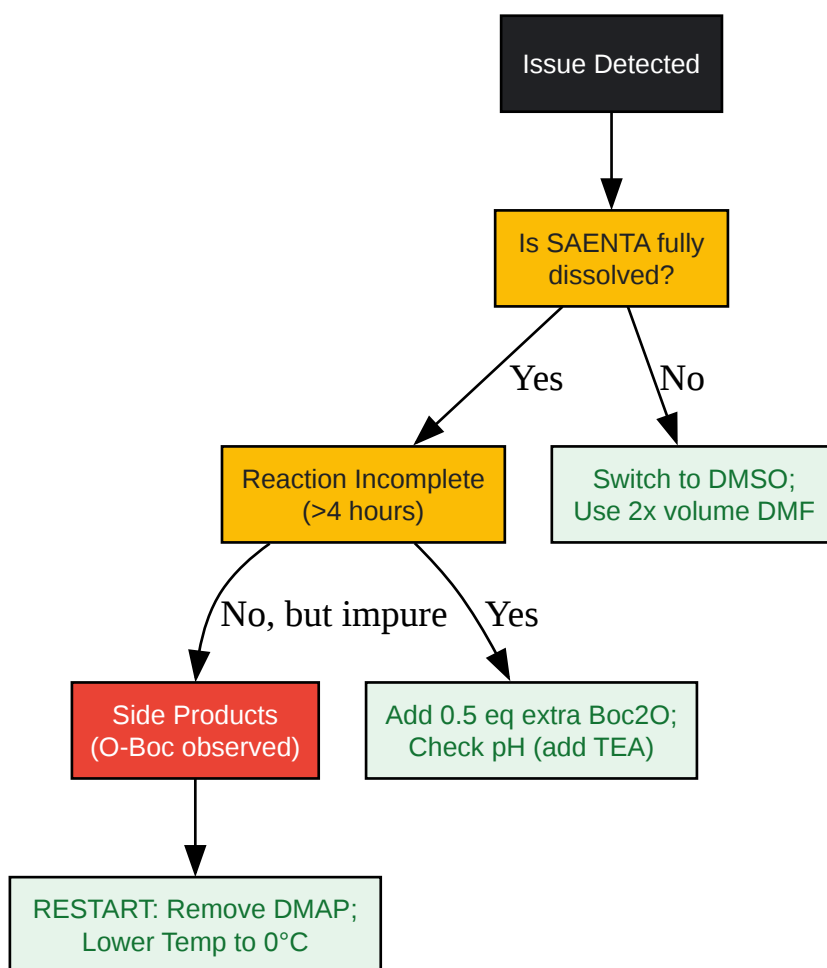 Issue Detected
Is SAENTA fully
dissolved?
Yes
No
Reaction Incomplete
(>4 hours)
Switch to DMSO;
Use 2x volume DMF
No, but impure
Yes
Side Products
(O-Boc observed)
Add 0.5 eq extra Boc2O;
Check pH (add TEA)
RESTART: Remove DMAP;
Lower Temp to 0°C